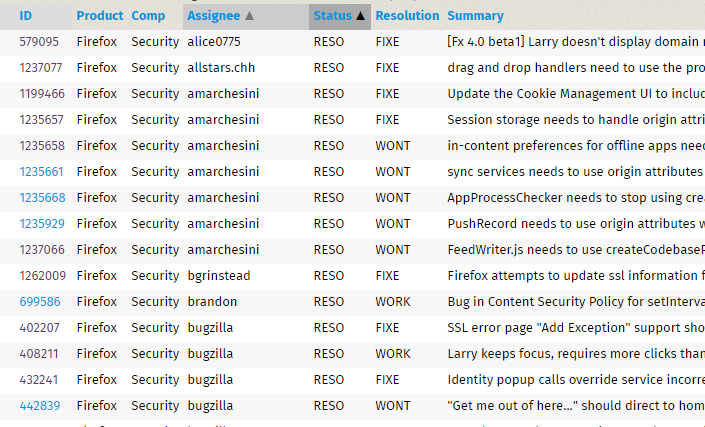 ID Product Comp Assignee ▲ Status ▲ Resolution Summary
579095 Firefox Security alice0775 RESO FIXE [Fx 4.0 beta1] Larry doesn't display domain
1237077 Firefox Security allstars.chh RESO FIXE drag and drop handlers need to use the pro
1199466 Firefox Security amarchesini RESO FIXE Update the Cookie Management UI to includ
1235657 Firefox Security amarchesini RESO FIXE Session storage needs to handle origin attri
1235658 Firefox Security amarchesini RESO WONT in-content preferences for offline apps need
1235661 Firefox Security amarchesini RESO WONT sync services needs to use origin attributes
1235668 Firefox Security amarchesini RESO WONT AppProcessChecker needs to stop using crea
1235929 Firefox Security amarchesini RESO WONT PushRecord needs to use origin attributes w
1237066 Firefox Security amarchesini RESO WONT FeedWriter.js needs to use createCodebaseP
1262009 Firefox Security bgrinstead RESO FIXE Firefox attempts to update ssl information f
699586 Firefox Security brandon RESO WORK Bug in Content Security Policy for setInterva
402207 Firefox Security bugzilla RESO FIXE SSL error page "Add Exception" support sho
408211 Firefox Security bugzilla RESO WORK Larry keeps focus, requires more clicks than
432241 Firefox Security bugzilla RESO FIXE Identity popup calls override service incorre
442839 Firefox Security bugzilla RESO WONT "Get me out of here..." should direct to hom